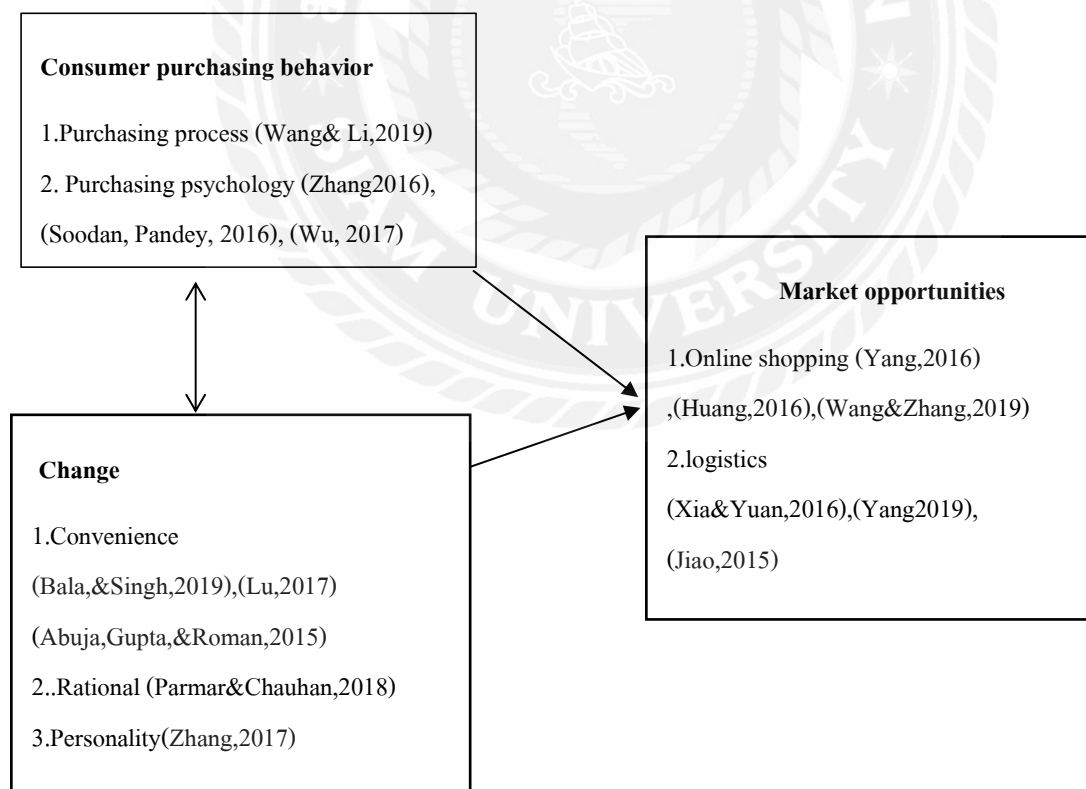 Consumer purchasing behavior
1.Purchasing process (Wang& Li,2019)
2. Purchasing psychology (Zhang2016),
(Soodan, Pandey, 2016), (Wu, 2017)
Market opportunities
1.Online shopping (Yang,2016)
,(Huang,2016),(Wang&Zhang,2019)
2.logistics
(Xia&Yuan,2016),(Yang2019),
(Jiao,2015)
Change
1.Convenience
(Bala,&Singh,2019),(Lu,2017)
(Abuja,Gupta,&Roman,2015)
2..Rational (Parmar&Chauhan,2018)
3.Personality(Zhang,2017)
SIAM UNIVERSITY